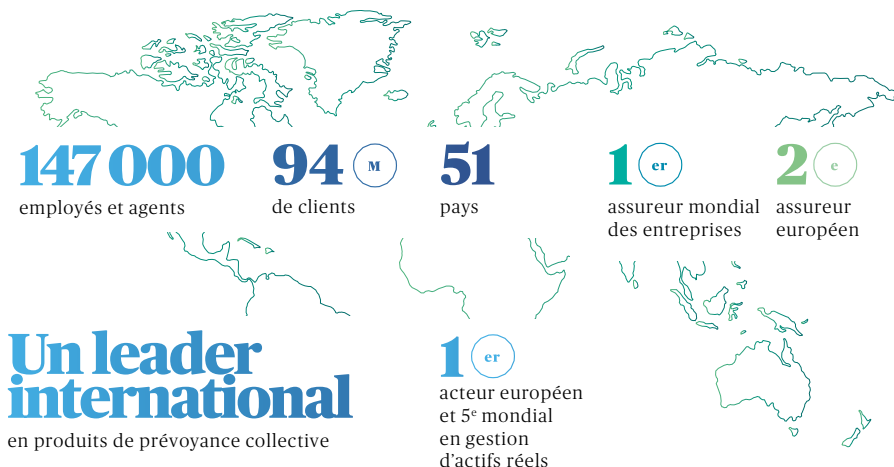 147 000
employés et agents
94 M
de clients
51
pays
1 er
assureur mondial
des entreprises
2 e
assureur
européen
Un leader
international
en produits de prévoyance collective
1 er
acteur européen
et 5e mondial
en gestion
d'actifs réels